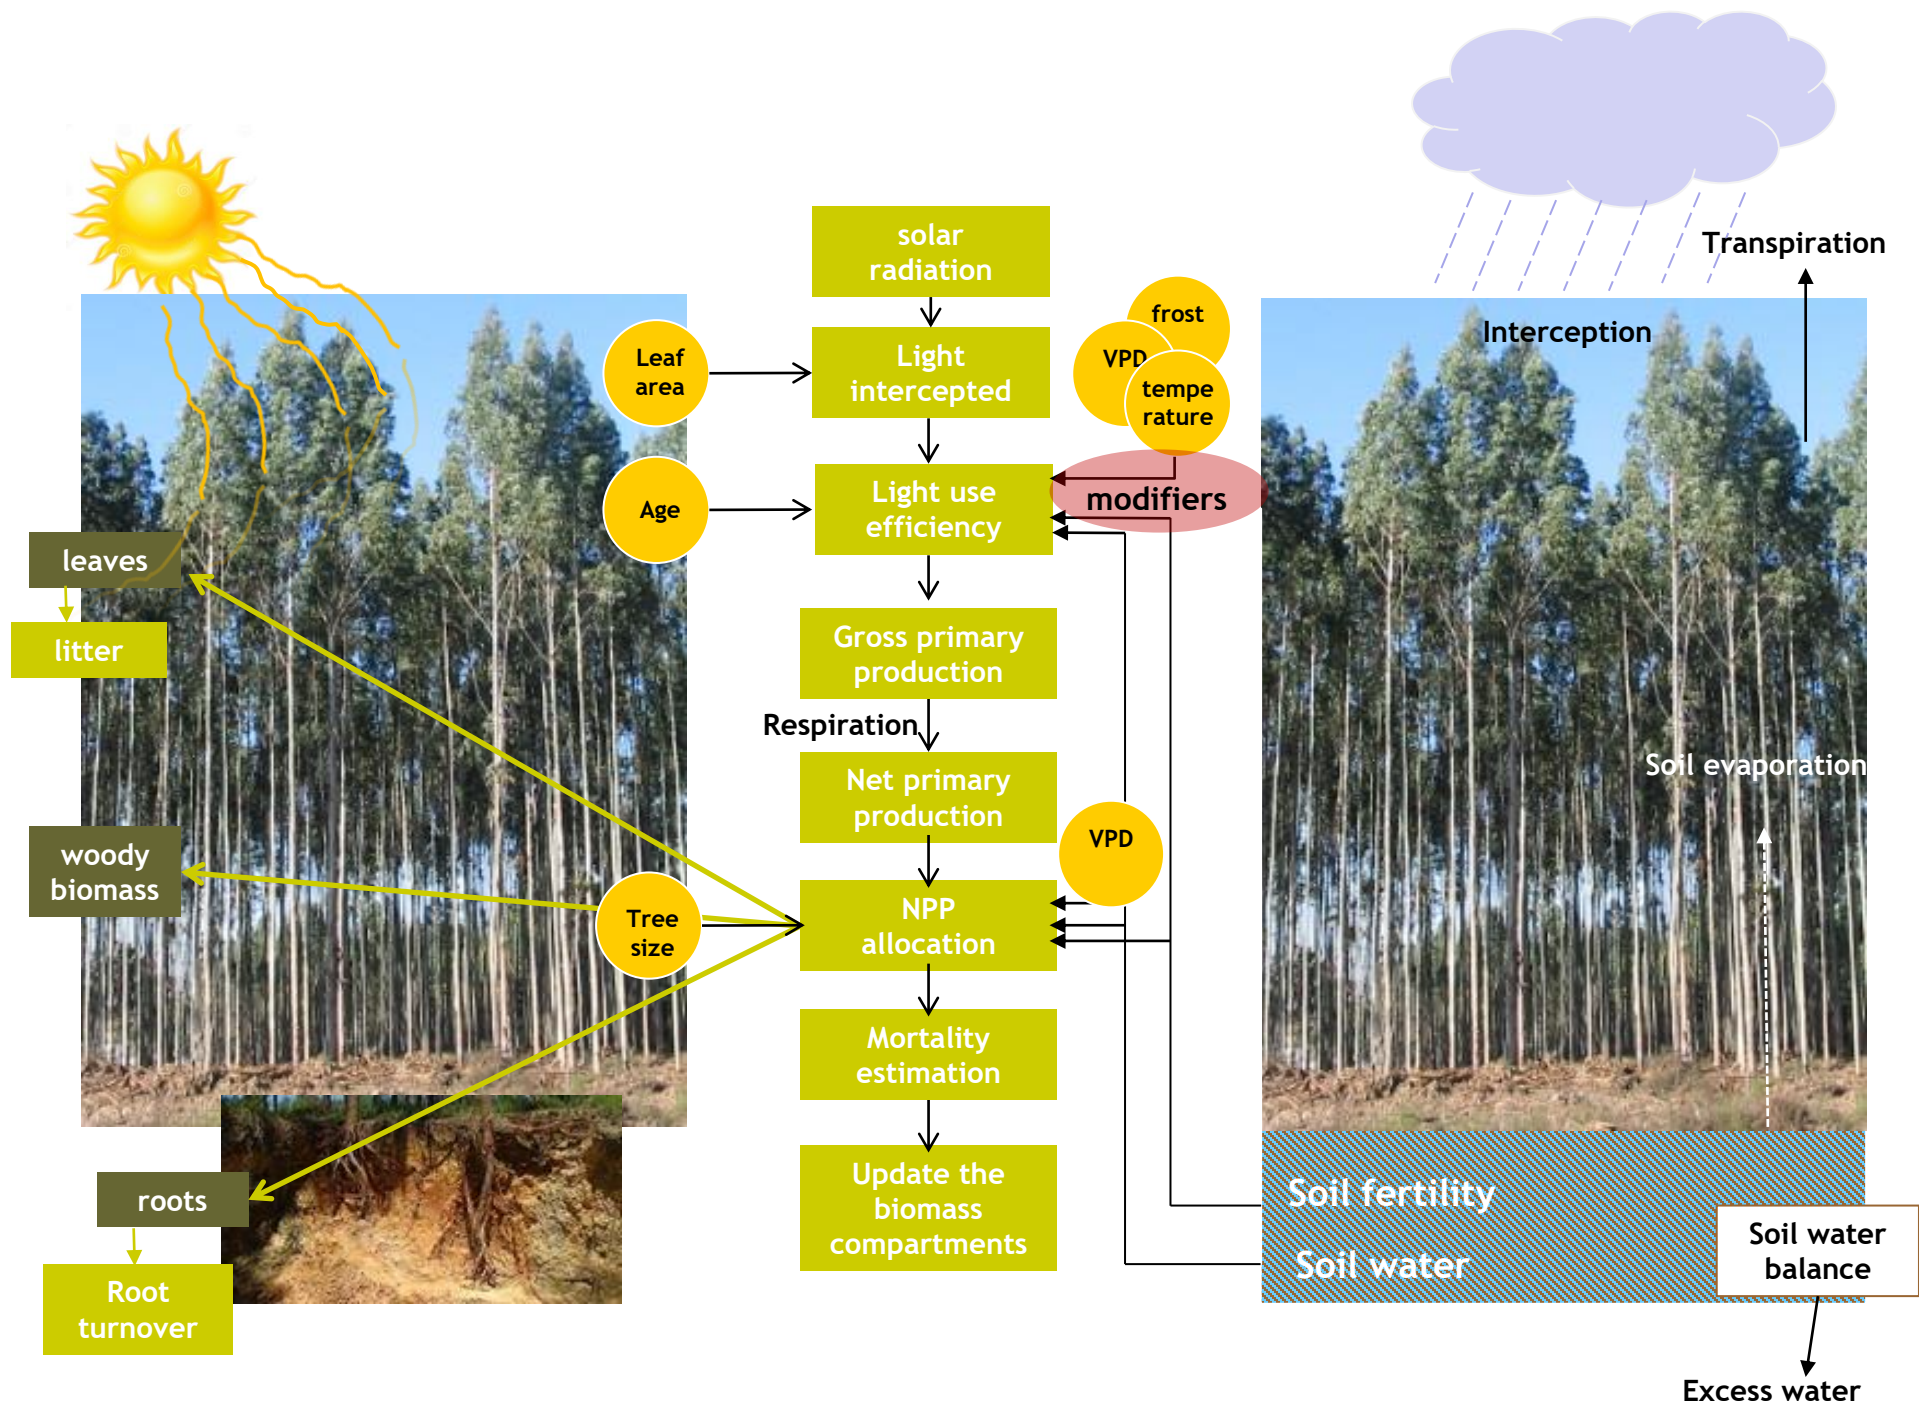 solar
radiation
Transpiration
frost
Interception
Leaf
area
Light
intercepted
VPD
tempe
rature
Age
Light use
efficiency
modifiers
leaves
litter
Gross primary
production
Respiration
Net primary
production
Soil evaporation
woody
biomass
VPD
Tree
size
NPP
allocation
Mortality
estimation
roots
Update the
biomass
compartments
Soil fertility
Soil water
Soil water
balance
Root
turnover
Excess water